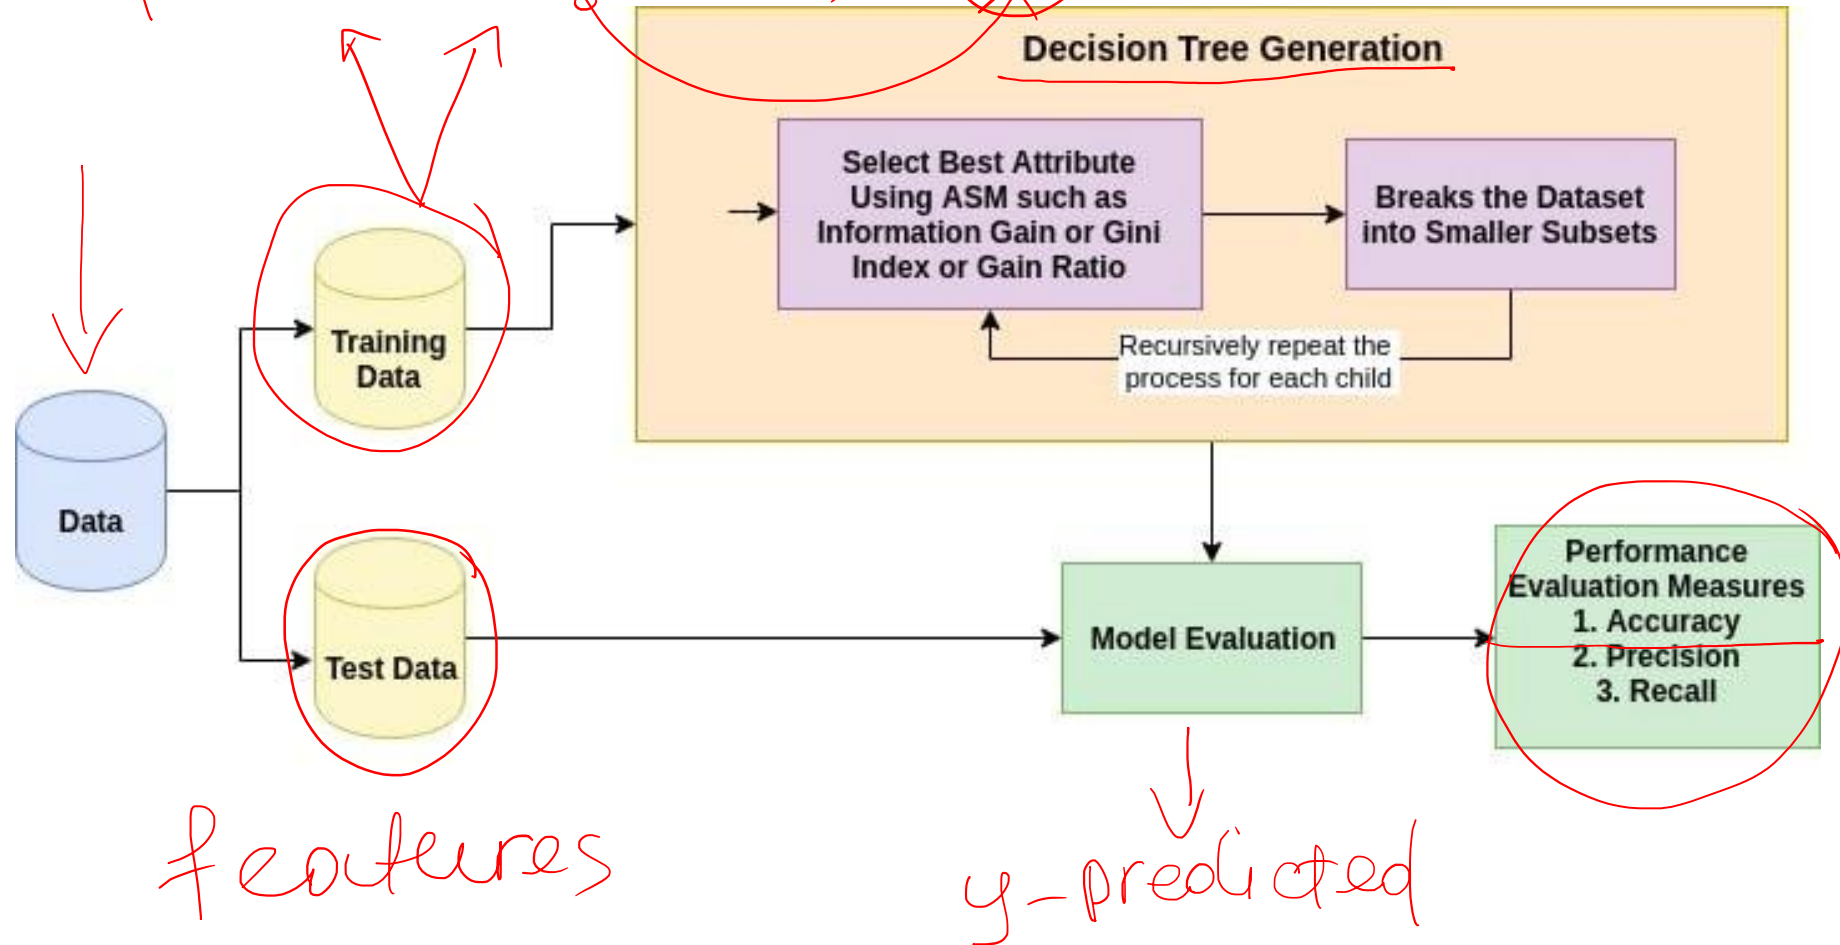 Decision Tree Generation
Select Best Attribute
Using ASM such as
Information Gain or Gini
Index or Gain Ratio
Breaks the Dataset
into Smaller Subsets
Recursively repeat the
process for each child
Training
Data
Data
Test Data
Model Evaluation
Performance
Evaluation Measures
1. Accuracy
2. Precision
3. Recall
features
y-predicted